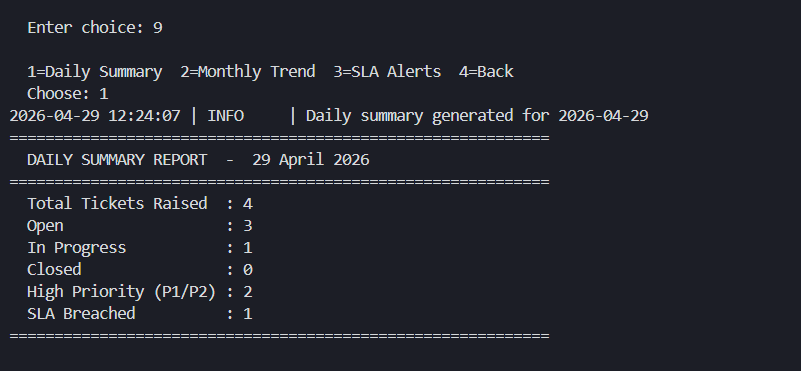 Enter choice: 9
1=Daily Summary  2=Monthly Trend  3=SLA Alerts  4=Back
Choose: 1
2026-04-29 12:24:07 | INFO     | Daily summary generated for 2026-04-29
============================================================
DAILY SUMMARY REPORT  -  29 April 2026
============================================================
Total Tickets Raised  : 4
Open                  : 3
In Progress           : 1
Closed                : 0
High Priority (P1/P2) : 2
SLA Breached          : 1
============================================================